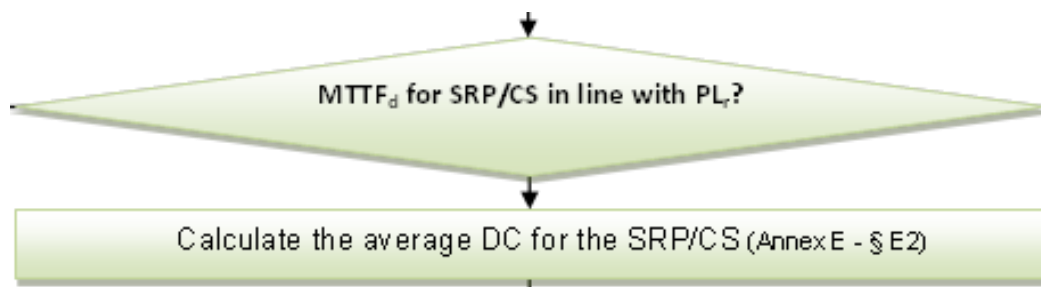 MTTFd for SRP/CS in line with PLr?
Calculate the average DC for the SRP/CS (Annex E - § E2)